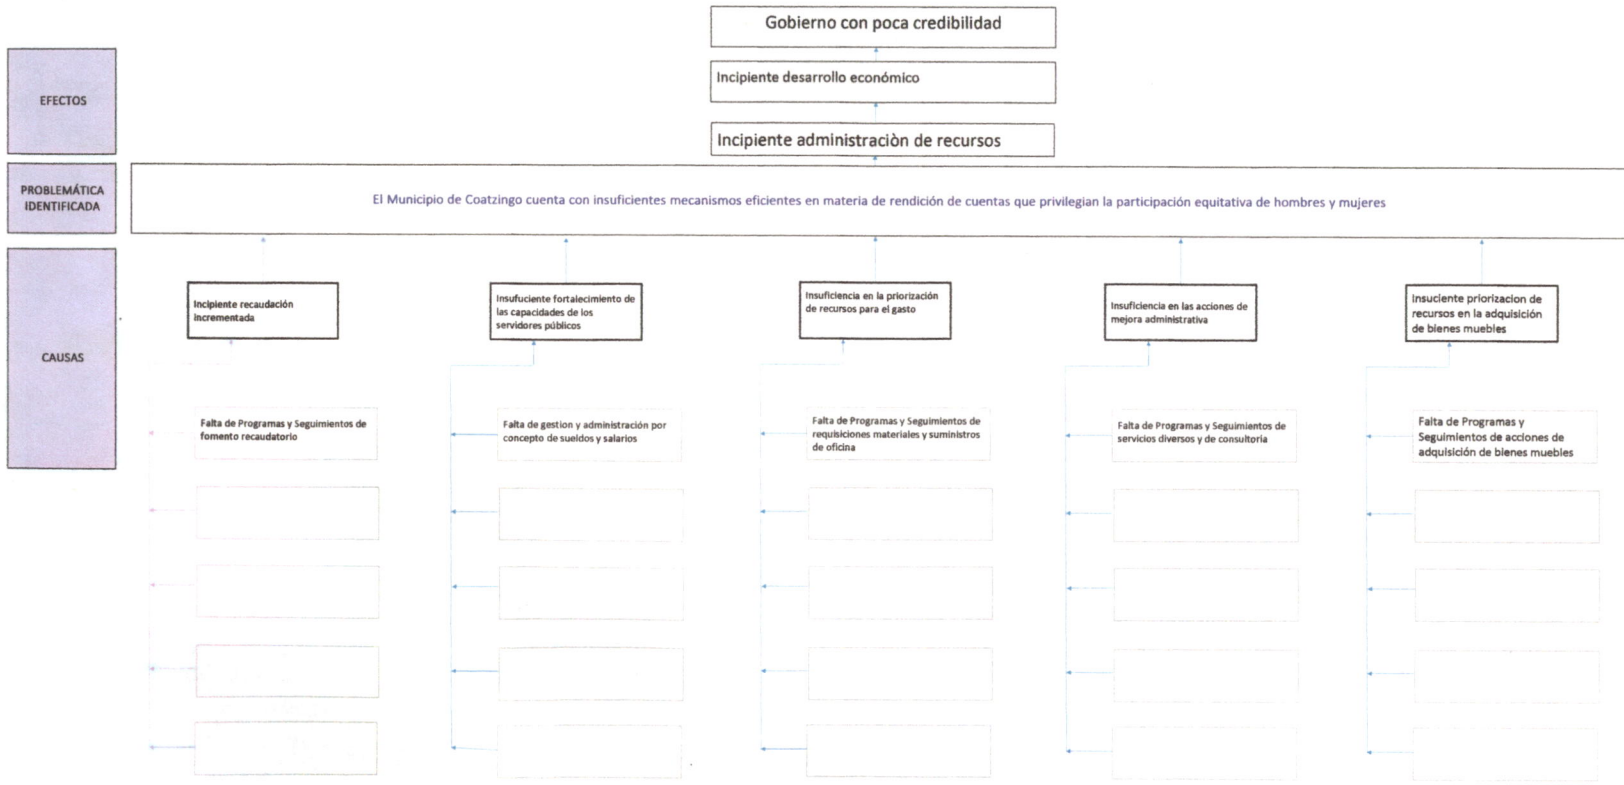 Gobierno con poca credibilidad
EFECTOS
Incipiente desarrollo económico
Incipiente administraciòn de recursos
PROBLEMÁTICA
IDENTIFICADA
El Municipio de Coatzingo cuenta con insuficientes mecanismos eficientes en materia de rendición de cuentas que privilegian la participación equitativa de hombres y mujeres
CAUSAS
Incipiente recaudación
incrementada
Insufuciente fortalecimiento de
las capacidades de los
servidores públicos
Insuficiencia en la priorización
de recursos para el gasto
Insuficiencia en las acciones de
mejora administrativa
Insuciente priorizacion de
recursos en la adquisición
de bienes muebles
Falta de Programas y Seguimientos de
fomento recaudatorio
Falta de gestion y administración por
concepto de sueldos y salarios
Falta de Programas y Seguimientos de
requisiciones materiales y suministros
de oficina
Falta de Programas y Seguimientos de
servicios diversos y de consultoria
Falta de Programas y
Seguimientos de acciones de
adquisición de bienes muebles